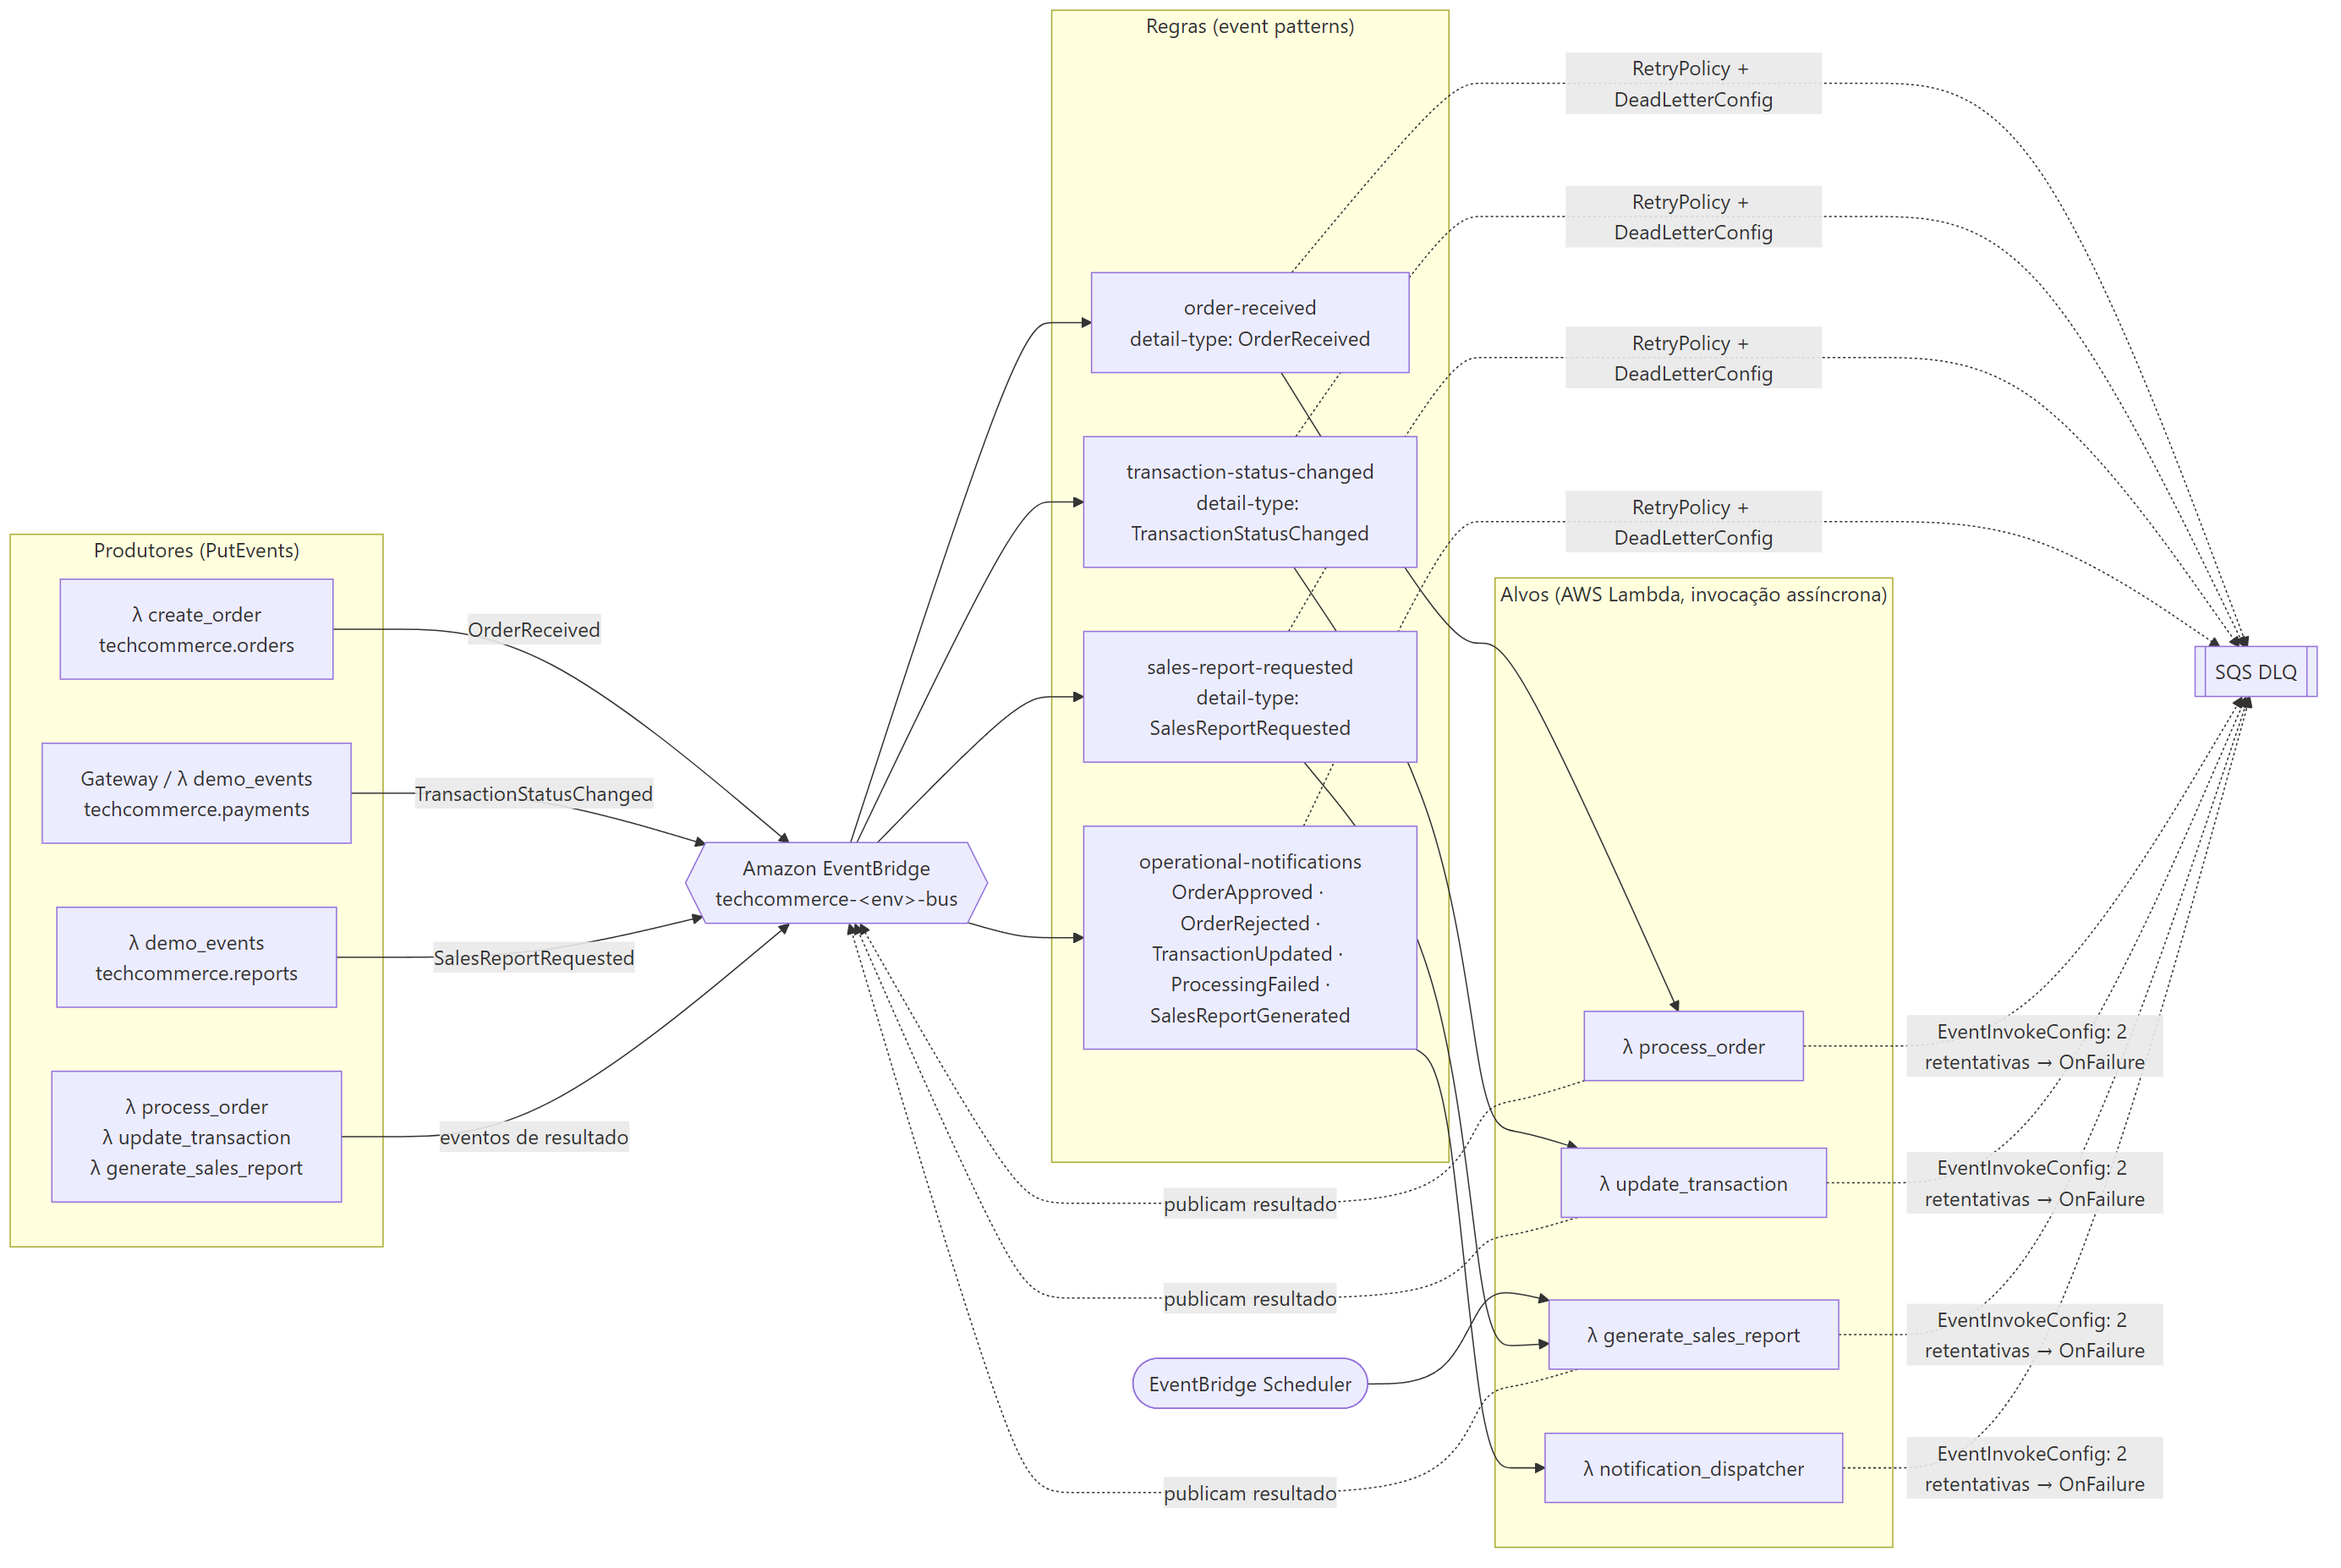 Produtores (PutEvents)
λ create_order
techcommerce.orders
Gateway / λ demo_events
techcommerce.payments
λ demo_events
techcommerce.reports
λ process_order
λ update_transaction
λ generate_sales_report
OrderReceived
TransactionStatusChanged
SalesReportRequested
eventos de resultado
Amazon EventBridge
techcommerce-<env>-bus
Regras (event patterns)
order-received
detail-type: OrderReceived
transaction-status-changed
detail-type:
TransactionStatusChanged
sales-report-requested
detail-type:
SalesReportRequested
operational-notifications
OrderApproved ·
OrderRejected ·
TransactionUpdated ·
ProcessingFailed ·
SalesReportGenerated
publicam resultado
publicam resultado
EventBridge Scheduler
publicam resultado
RetryPolicy +
DeadLetterConfig
RetryPolicy +
DeadLetterConfig
RetryPolicy +
DeadLetterConfig
RetryPolicy +
DeadLetterConfig
Alvos (AWS Lambda, invocação assíncrona)
λ process_order
λ update_transaction
λ generate_sales_report
λ notification_dispatcher
EventInvokeConfig: 2
retentativas → OnFailure
EventInvokeConfig: 2
retentativas → OnFailure
EventInvokeConfig: 2
retentativas → OnFailure
EventInvokeConfig: 2
retentativas → OnFailure
SQS DLQ